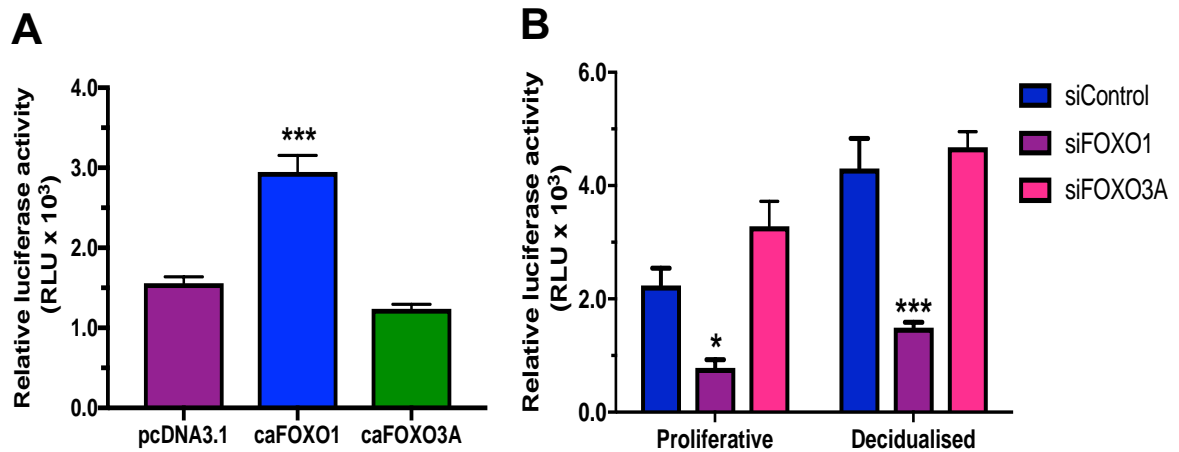 A
Relative luciferase activity
(RLU x 10³)
4.0
3.0
2.0
1.0
0.0
***
pcDNA3.1 caFOXO1 caFOXO3A
B
Relative luciferase activity
(RLU x 10³)
6.0
4.0
2.0
0.0
*
***
Proliferative Decidualised
siControl
siFOXO1
siFOXO3A